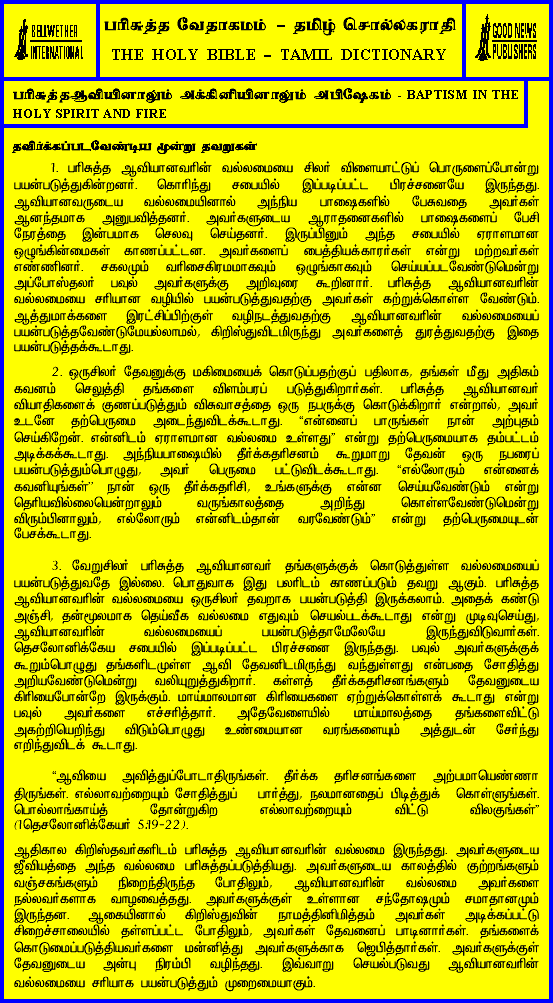 BELLWETHER
INTERNATIONAL
பரிசுத்த வேதாகமம் – தமிழ் சொல்லகராதி
THE HOLY BIBLE – TAMIL DICTIONARY
GOOD NEWS
PUBLISHERS
பரிசுத்தஆவியினாலும் அக்கினியினாலும் அபிஷேகம் - BAPTISM IN THE
HOLY SPIRIT AND FIRE
தவிர்க்கப்படவேண்டிய மூன்று தவறுகள்
1. பரிசுத்த ஆவியானவரின் வல்லமையை சிலர் விளையாட்டுப் பொருளைப்போன்று
பயன்படுத்துகின்றனர். கொரிந்து சபையில் இப்படிப்பட்ட பிரச்சனையே இருந்தது.
ஆவியானவருடைய வல்லமையினால் அந்நிய பாஷைகளில் பேசுவதை அவர்கள்
ஆனந்தமாக அனுபவித்தனர். அவர்களுடைய ஆராதனைகளில் பாஷைகளைப் பேசி
நேரத்தை இன்பமாக செலவு செய்தனர். இருப்பினும் அந்த சபையில் ஏராளமான
ஒழுங்கின்மைகள் காணப்பட்டன. அவர்களைப் பைத்தியக்காரர்கள் என்று மற்றவர்கள்
எண்ணினர். சகலமும் வரிசைகிரமமாகவும் ஒழுங்காகவும் செய்யப்படவேண்டுமென்று
அப்போஸ்தலர் பவுல் அவர்களுக்கு அறிவுரை கூறினார். பரிசுத்த ஆவியானவரின்
வல்லமையை சரியான வழியில் பயன்படுத்துவதற்கு அவர்கள் கற்றுக்கொள்ள வேண்டும்.
ஆத்துமாக்களை இரட்சிப்பிற்குள் வழிநடத்துவதற்கு ஆவியானவரின் வல்லமையைப்
பயன்படுத்தவேண்டுமேயல்லாமல், கிறிஸ்துவிடமிருந்து அவர்களைத் துரத்துவதற்கு இதை
பயன்படுத்தக்கூடாது.
2. ஒருசிலர் தேவனுக்கு மகிமையைக் கொடுப்பதற்குப் பதிலாக, தங்கள் மீது அதிகம்
கவனம் செலுத்தி தங்களை விளம்பரப் படுத்துகிறார்கள். பரிசுத்த ஆவியானவர்
வியாதிகளைக் குணப்படுத்தும் விசுவாசத்தை ஒரு நபருக்கு கொடுக்கிறார் என்றால், அவர்
உடனே தற்பெருமை அடைந்துவிடக்கூடாது. “என்னைப் பாருங்கள் நான் அற்புதம்
செய்கிறேன். என்னிடம் ஏராளமான வல்லமை உள்ளது” என்று தற்பெருமையாக தம்பட்டம்
அடிக்கக்கூடாது. அந்நியபாஷையில் தீர்க்கதரிசனம் கூறுமாறு தேவன் ஒரு நபரைப்
பயன்படுத்தும்பொழுது, அவர் பெருமை பட்டுவிடக்கூடாது. “எல்லோரும் என்னைக்
கவனியுங்கள்’’ நான் ஒரு தீர்க்கதரிசி, உங்களுக்கு என்ன செய்யவேண்டும் என்று
தெரியவில்லையென்றாலும் வருங்காலத்தை அறிந்து கொள்ளவேண்டுமென்று
விரும்பினாலும், எல்லோரும் என்னிடம்தான் வரவேண்டும்” என்று தற்பெருமையுடன்
பேசக்கூடாது.
3. வேறுசிலர் பரிசுத்த ஆவியானவர் தங்களுக்குக் கொடுத்துள்ள வல்லமையைப்
பயன்படுத்துவதே இல்லை. பொதுவாக இது பலரிடம் காணப்படும் தவறு ஆகும். பரிசுத்த
ஆவியானவரின் வல்லமையை ஒருசிலர் தவறாக பயன்படுத்தி இருக்கலாம். அதைக் கண்டு
அஞ்சி, தன்மூலமாக தெய்வீக வல்லமை எதுவும் செயல்படக்கூடாது என்று முடிவுசெய்து,
ஆவியானவரின் வல்லமையைப் பயன்படுத்தாமேலேயே இருந்துவிடுவார்கள்.
தெசலோனிக்கேய சபையில் இப்படிப்பட்ட பிரச்சனை இருந்தது. பவுல் அவர்களுக்குக்
கூறும்பொழுது தங்களிடமுள்ள ஆவி தேவனிடமிருந்து வந்துள்ளது என்பதை சோதித்து
அறியவேண்டுமென்று வலியுறுத்துகிறார். கள்ளத் தீர்க்கதரிசனங்களும் தேவனுடைய
கிரியைபோன்றே இருக்கும். மாய்மாலமான கிரியைகளை ஏற்றுக்கொள்ளக் கூடாது என்று
பவுல் அவர்களை எச்சரித்தார். அதேவேளையில் மாய்மாலத்தை தங்களைவிட்டு
அகற்றியெறிந்து விடும்பொழுது உண்மையான வரங்களையும் அத்துடன் சேர்ந்து
எறிந்துவிடக் கூடாது.
“ஆவியை அவித்துப்போடாதிருங்கள். தீர்க்க தரிசனங்களை அற்பமாயெண்ணா
திருங்கள். எல்லாவற்றையும் சோதித்துப் பார்த்து, நலமானதைப் பிடித்துக் கொள்ளுங்கள்.
பொல்லாங்காய்த் தோன்றுகிற எல்லாவற்றையும் விட்டு விலகுங்கள்”
(1தெசலோனிக்கேயர் 5:19-22).
ஆதிகால கிறிஸ்தவர்களிடம் பரிசுத்த ஆவியானவரின் வல்லமை இருந்தது. அவர்களுடைய
ஜீவியத்தை அந்த வல்லமை பரிசுத்தப்படுத்தியது. அவர்களுடைய காலத்தில் குற்றங்களும்
வஞ்சகங்களும் நிறைந்திருந்த போதிலும், ஆவியானவரின் வல்லமை அவர்களை
நல்லவர்களாக வாழவைத்தது. அவர்களுக்குள் உள்ளான சந்தோஷமும் சமாதானமும்
இருந்தன. ஆகையினால் கிறிஸ்துவின் நாமத்தினிமித்தம் அவர்கள் அடிக்கப்பட்டு
சிறைச்சாலையில் தள்ளப்பட்ட போதிலும், அவர்கள் தேவனைப் பாடினார்கள். தங்களைக்
கொடுமைப்படுத்தியவர்களை மன்னித்து அவர்களுக்காக ஜெபித்தார்கள். அவர்களுக்குள்
தேவனுடைய அன்பு நிரம்பி வழிந்தது. இவ்வாறு செயல்படுவது ஆவியானவரின்
வல்லமையை சரியாக பயன்படுத்தும் முறைமையாகும்.